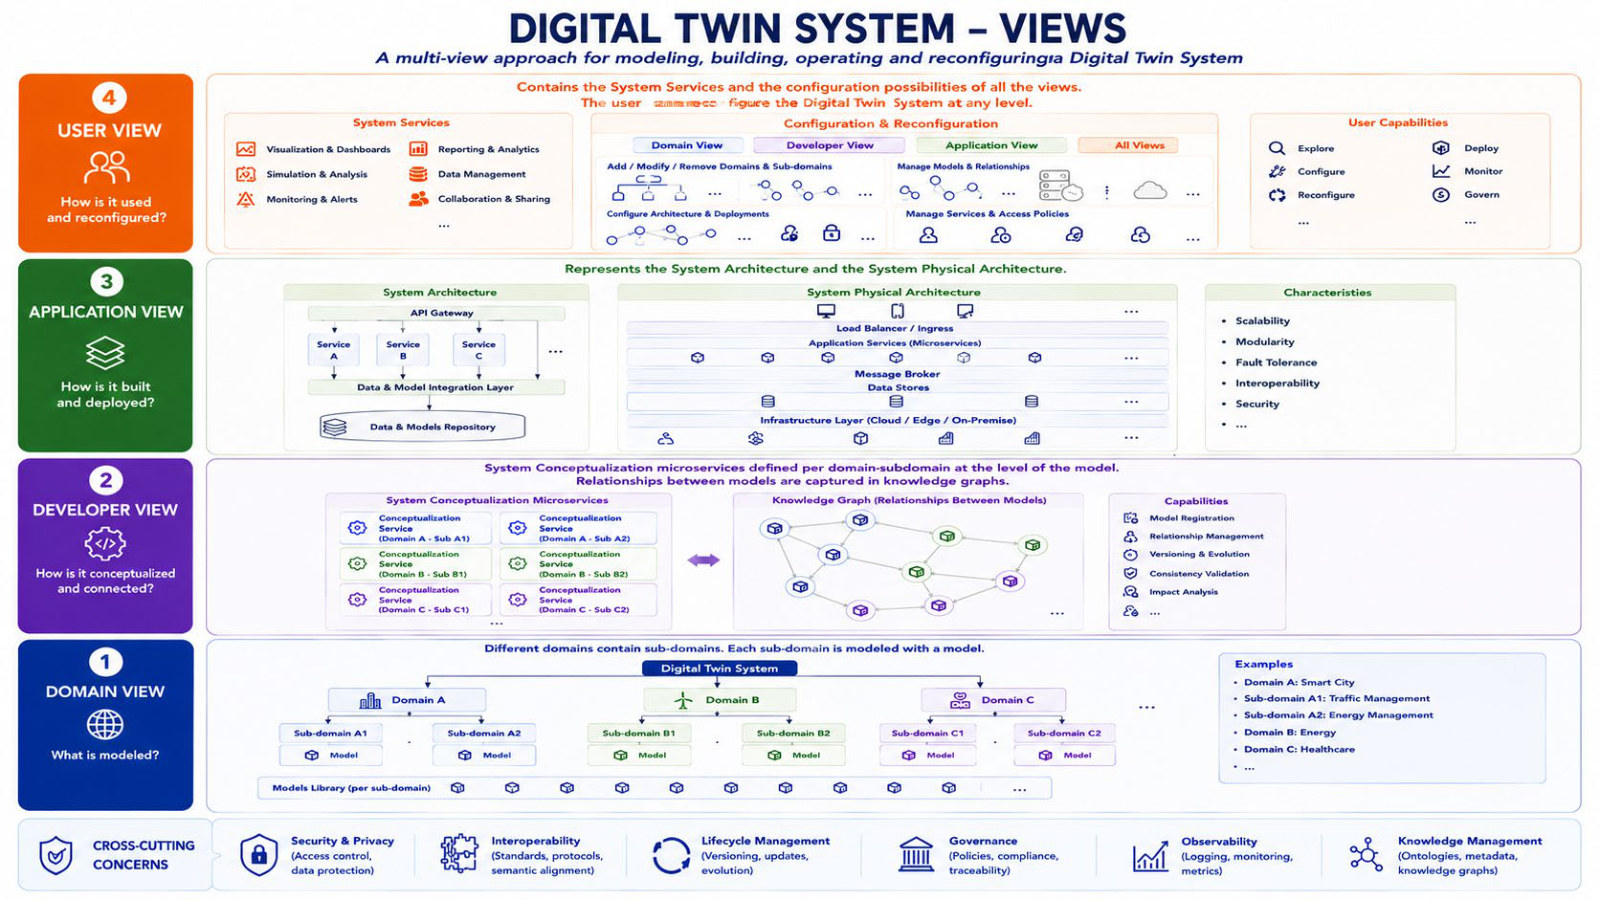 DIGITAL TWIN SYSTEM – VIEWS
A multi-view approach for modeling, building, operating and reconfiguringıa Digital Twin System
4
USER VIEW
How is it used
and reconfigured?
Contains the System Services and the configuration possibilities of all the views.
The user figure the Digital Twin System at any level.
System Services
Visualization & Dashboards
Reporting & Analytics
Simulation & Analysis
Data Management
Monitoring & Alerts
Collaboration & Sharing
...
Configuration & Reconfiguration
Domain View
Developer View
Application View
All Views
Add / Modify / Remove Domains & Sub-domains
Manage Models & Relationships
...
...
...
...
Configure Architecture & Deployments
Manage Services & Access Policies
...
...
...
User Capabilities
Explore
Deploy
Configure
Monitor
Reconfigure
Govern
...
...
3
APPLICATION VIEW
How is it built
and deployed?
Represents the System Architecture and the System Physical Architecture.
System Architecture
API Gateway
Service
A
Service
B
Service
C
...
Data & Model Integration Layer
Data & Models Repository
System Physical Architecture
...
Load Balancer / Ingress
Application Services (Microservices)
...
Message Broker
Data Stores
...
Infrastructure Layer (Cloud / Edge / On-Premise)
...
Characteristics
• Scalability
• Modularity
• Fault Tolerance
• Interoperability
• Security
• ...
2
DEVELOPER VIEW
How is it conceptualized
and connected?
System Conceptualization microservices defined per domain-subdomain at the level of the model.
Relationships between models are captured in knowledge graphs.
System Conceptualization Microservices
Conceptualization
Service
(Domain A - Sub A1)
Conceptualization
Service
(Domain A - Sub A2)
Conceptualization
Service
(Domain B - Sub B1)
Conceptualization
Service
(Domain B - Sub B2)
Conceptualization
Service
(Domain C - Sub C1)
Conceptualization
Service
(Domain C - Sub C2)
...
Knowledge Graph (Relationships Between Models)
...
Capabilities
Model Registration
Relationship Management
Versioning & Evolution
Consistency Validation
Impact Analysis
...
1
DOMAIN VIEW
What is modeled?
Different domains contain sub-domains. Each sub-domain is modeled with a model.
Digital Twin System
Domain A
Domain B
Domain C
...
Sub-domain A1
Sub-domain A2
Sub-domain B1
Sub-domain B2
Sub-domain C1
Sub-domain C2
Model
Model
Model
Model
Model
Model
Models Library (per sub-domain)
...
Examples
• Domain A: Smart City
• Sub-domain A1: Traffic Management
• Sub-domain A2: Energy Management
• Domain B: Energy
• Domain C: Healthcare
• ...
CROSS-CUTTING
CONCERNS
Security & Privacy
(Access control,
data protection)
Interoperability
(Standards, protocols,
semantic alignment)
Lifecycle Management
(Versioning, updates,
evolution)
Governance
(Policies, compliance,
traceability)
Observability
(Logging, monitoring,
metrics)
Knowledge Management
(Ontologies, metadata,
knowledge graphs)